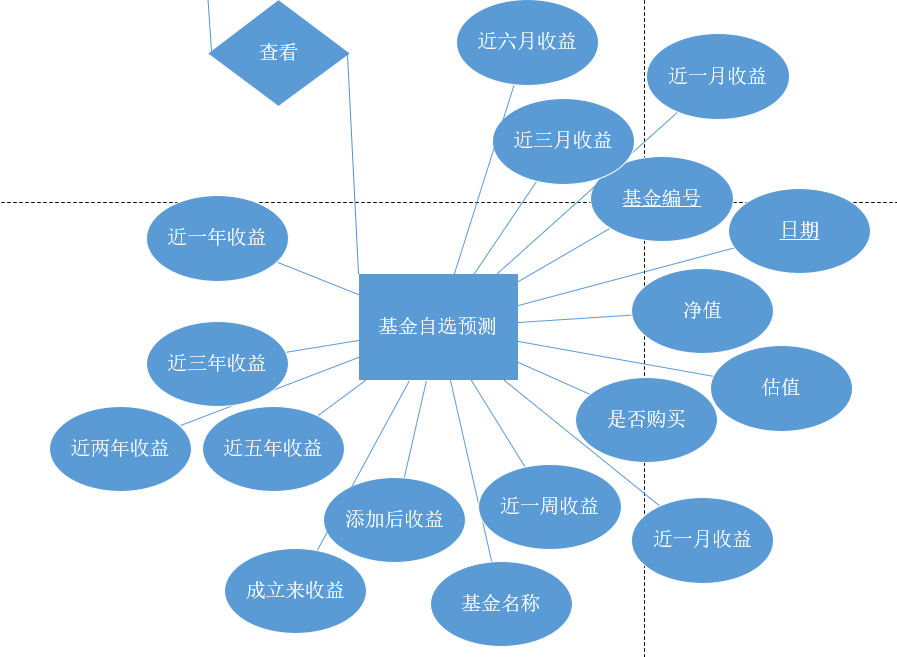 近六月收益
查看
近一月收益
近三月收益
基金编号
日期
近一年收益
净值
基金自选预测
近三年收益
估值
是否购买
近两年收益
近五年收益
近一周收益
添加后收益
近一月收益
成立来收益
基金名称